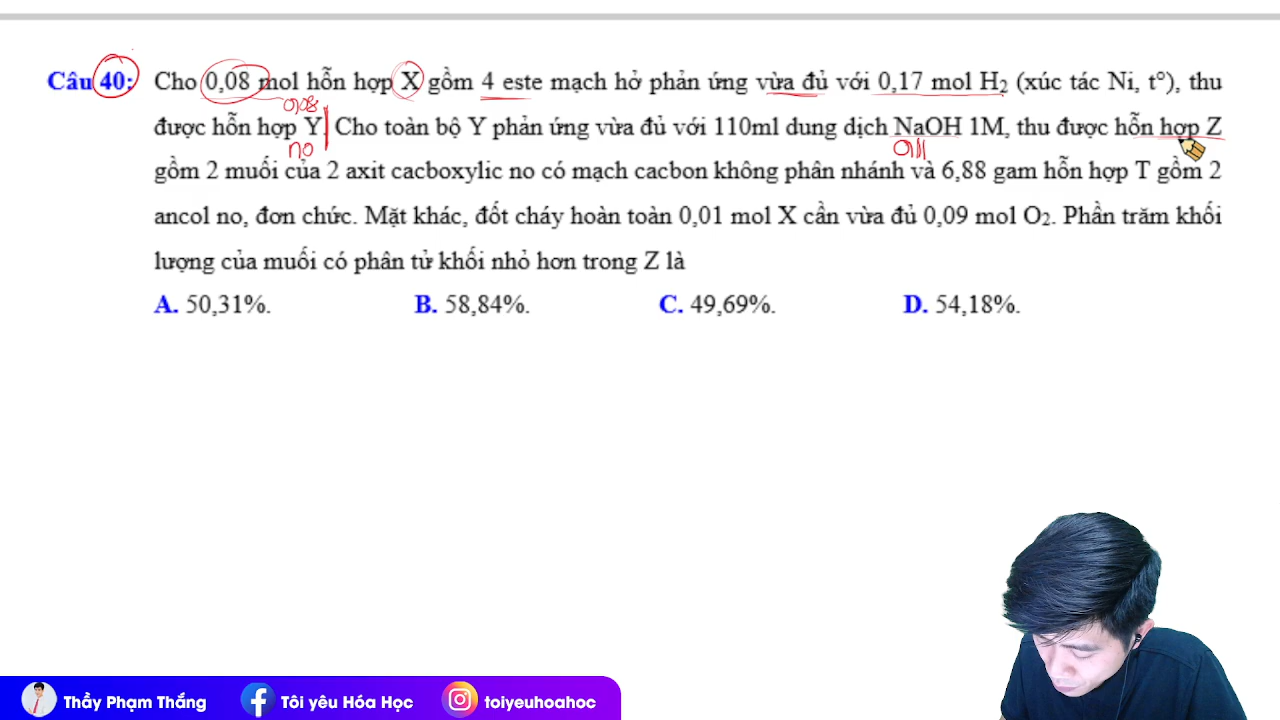 Câu 40: Cho 0,08 mol hỗn hợp X gồm 4 este mạch hở phản ứng vừa đủ với 0,17 mol H₂ (xúc tác Ni, t°), thu
0,08
được hỗn hợp Y. Cho toàn bộ Y phản ứng vừa đủ với 110ml dung dịch NaOH 1M, thu được hỗn hợp Z
no 0,11
gồm 2 muối của 2 axit cacboxylic no có mạch cacbon không phân nhánh và 6,88 gam hỗn hợp T gồm 2
ancol no, đơn chức. Mặt khác, đốt cháy hoàn toàn 0,01 mol X cần vừa đủ 0,09 mol O₂. Phần trăm khối
lượng của muối có phân tử khối nhỏ hơn trong Z là
A. 50,31%. B. 58,84%. C. 49,69%. D. 54,18%.
Thầy Phạm Thắng Tôi yêu Hóa Học toiyeuhoahoc